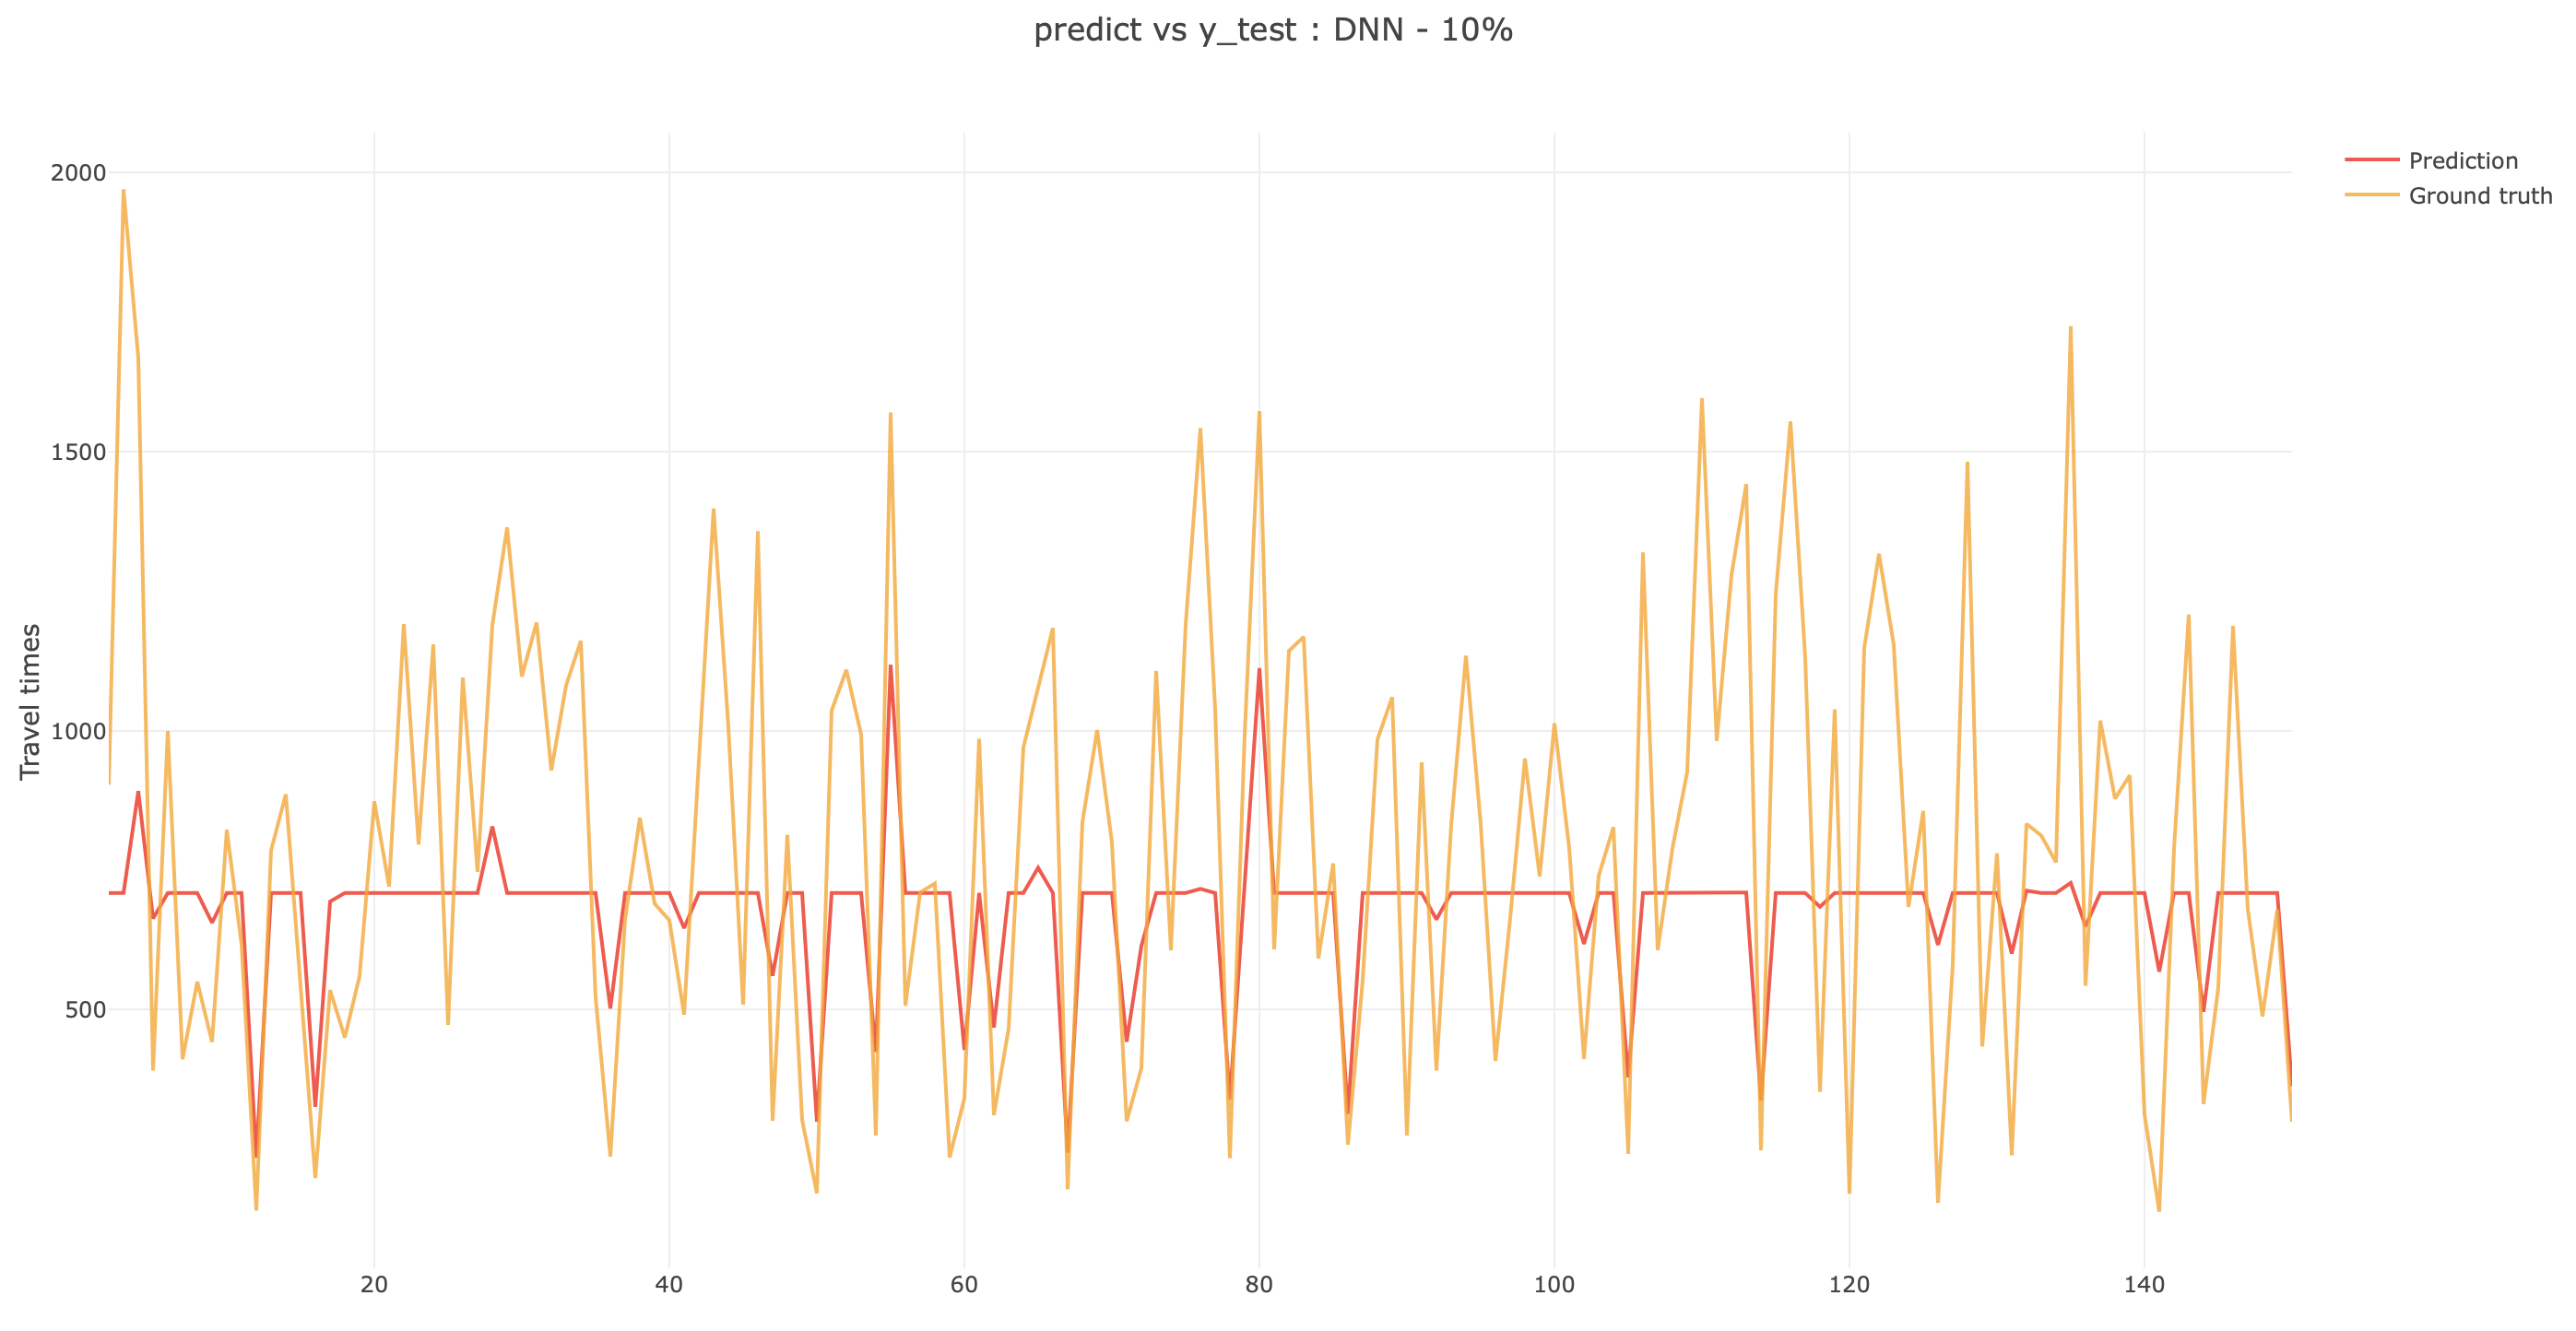 predict vs y_test : DNN - 10%
Prediction
Ground truth
Travel times
2000
1500
1000
500
20 40 60 80 100 120 140